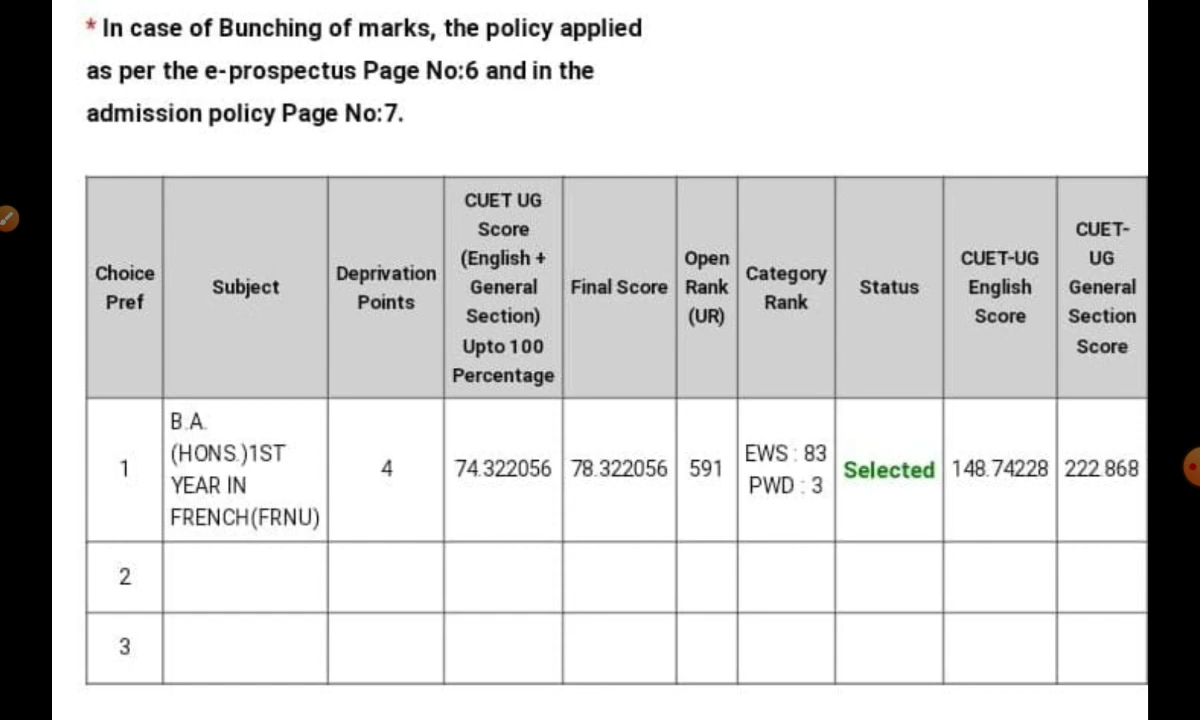 * In case of Bunching of marks, the policy applied
as per the e-prospectus Page No:6 and in the
admission policy Page No:7.
Choice
Pref
Subject
Deprivation
Points
CUET UG
Score
(English +
General
Section)
Upto 100
Percentage
Final Score
Open
Rank
(UR)
Category
Rank
Status
CUET-UG
English
Score
CUET-
UG
General
Section
Score
1
B.A.
(HONS.)1ST
YEAR IN
FRENCH(FRNU)
4
74.322056
78.322056
591
EWS : 83
PWD : 3
Selected
148.74228
222.868
2
3